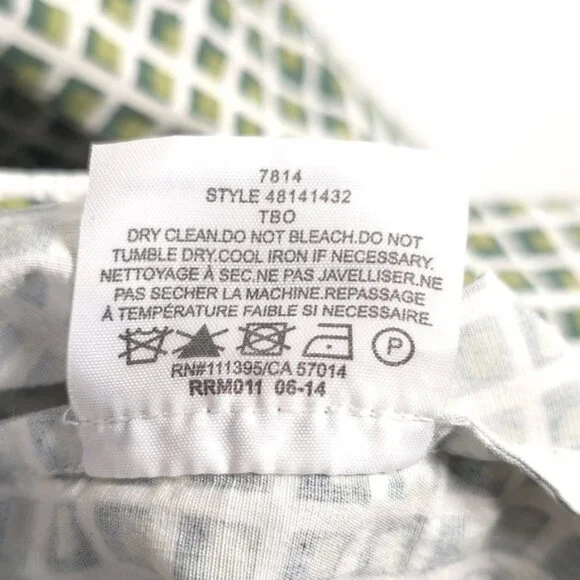 7814
STYLE 48141432
TBO
DRY CLEAN.DO NOT BLEACH.DO NOT
TUMBLE DRY.COOL IRON IF NECESSARY.
NETTOYAGE À SEC.NE PAS JAVELLISER.NE
PAS SECHER LA MACHINE.REPASSAGE
À TEMPÉRATURE FAIBLE SI NECESSAIRE.
P
RN#111395/CA 57014
RRM011 06-14